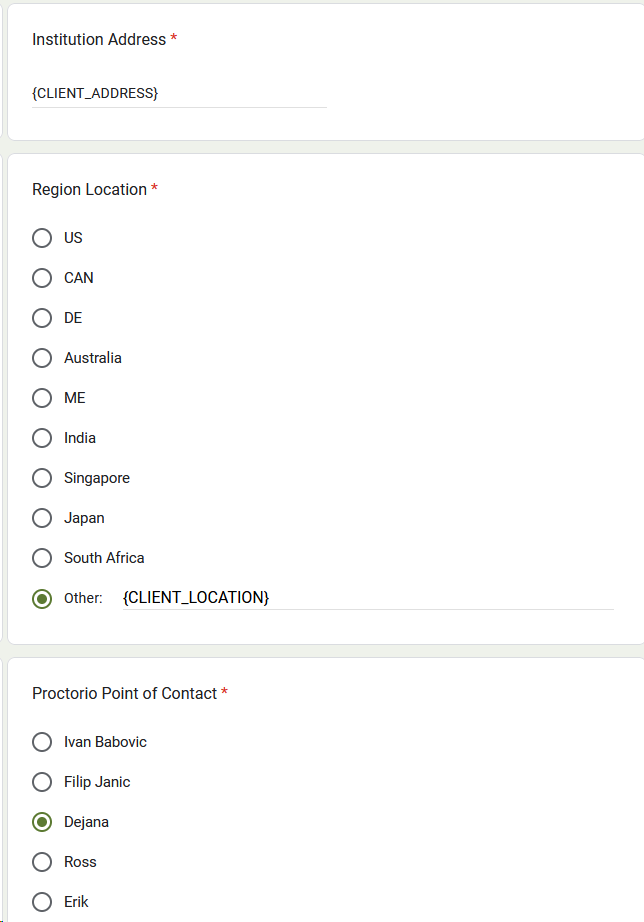 Institution Address *
{CLIENT_ADDRESS}
Region Location *
US
CAN
DE
Australia
ME
India
Singapore
Japan
South Africa
Other: {CLIENT_LOCATION}
Proctorio Point of Contact *
Ivan Babovic
Filip Janic
Dejana
Ross
Erik